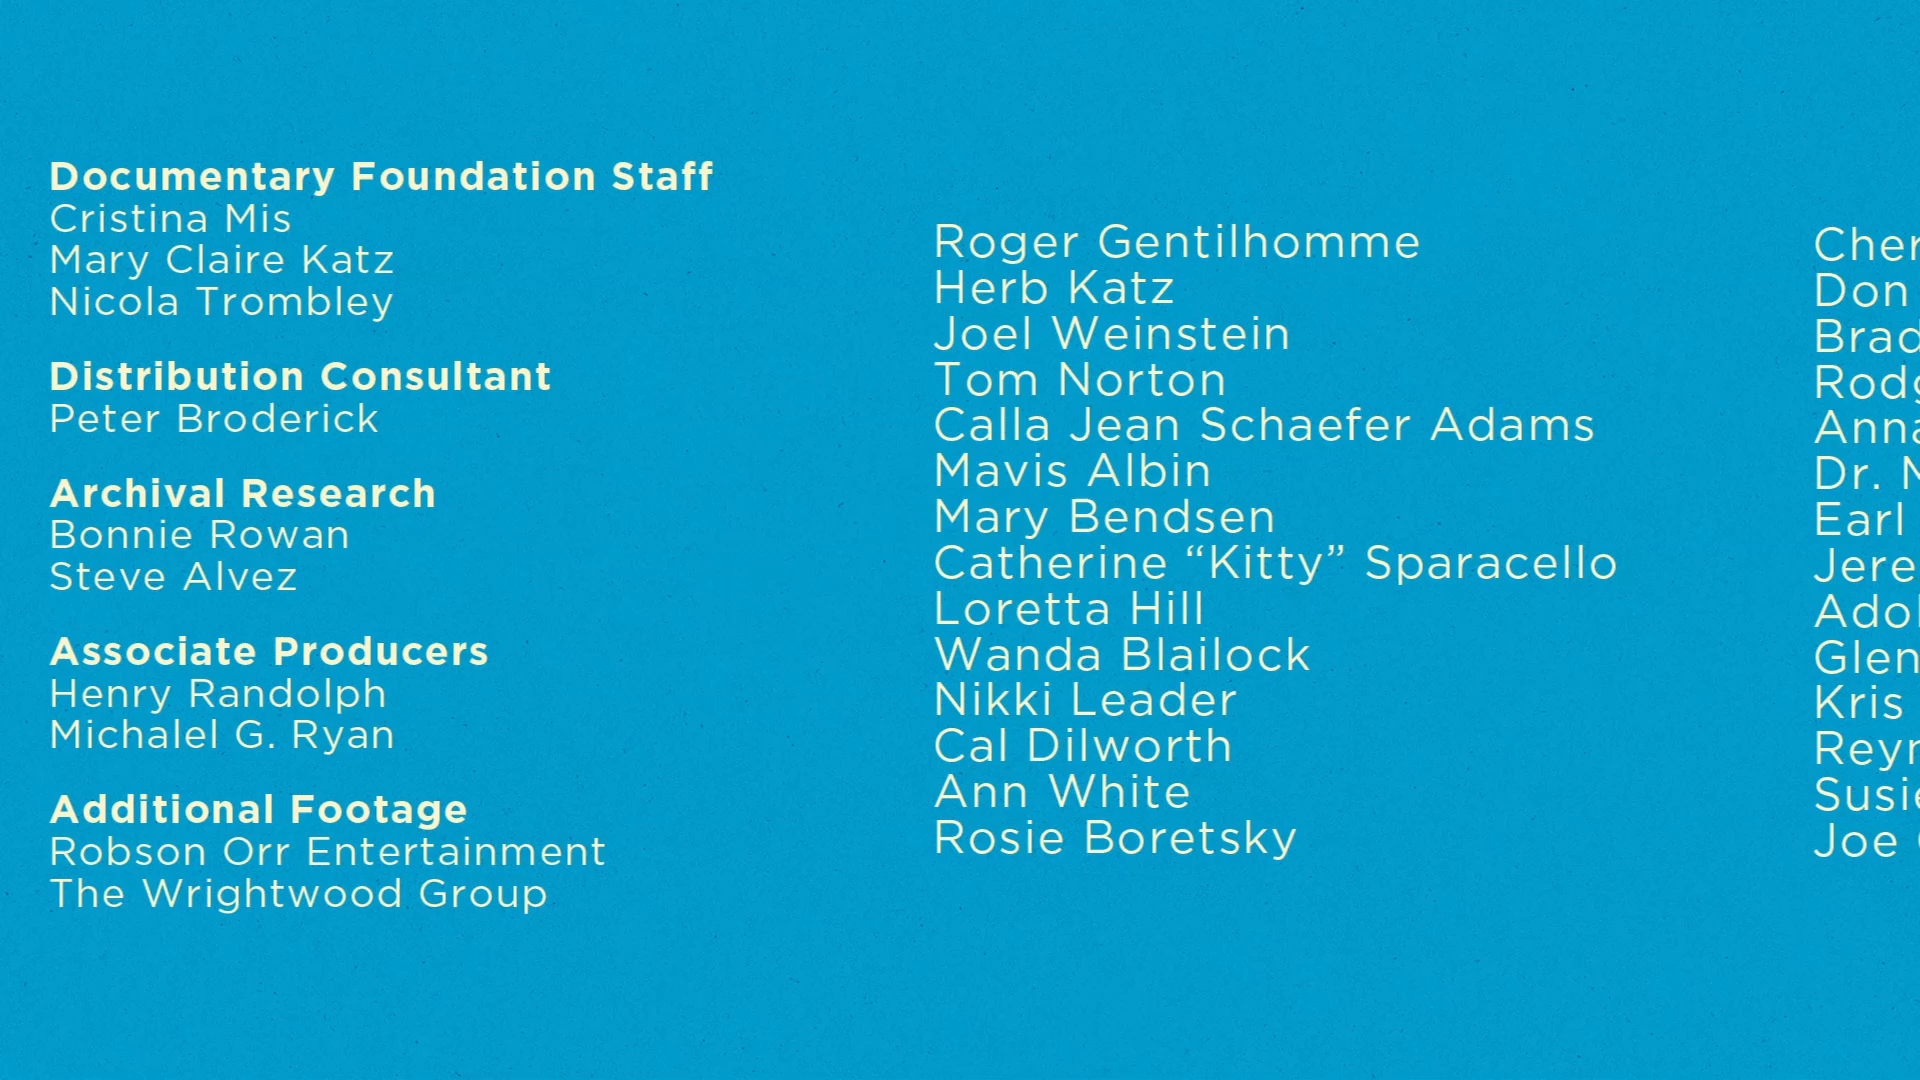 Documentary Foundation Staff
Cristina Mis
Mary Claire Katz
Nicola Trombley
Distribution Consultant
Peter Broderick
Archival Research
Bonnie Rowan
Steve Alvez
Associate Producers
Henry Randolph
Michalel G. Ryan
Additional Footage
Robson Orr Entertainment
The Wrightwood Group
Roger Gentilhomme
Herb Katz
Joel Weinstein
Tom Norton
Calla Jean Schaefer Adams
Mavis Albin
Mary Bendsen
Catherine “Kitty” Sparacello
Loretta Hill
Wanda Blailock
Nikki Leader
Cal Dilworth
Ann White
Rosie Boretsky
Don
Dr.
Earl
Kris
Joe